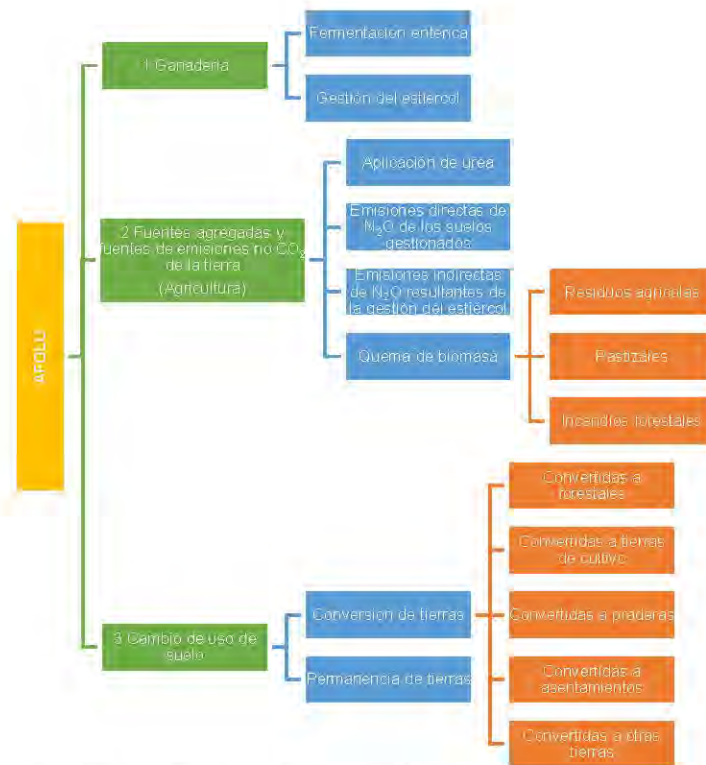 AFOLU
1 Ganadería
Fermentación entérica
Gestión del estiércol
2 Fuentes agregadas y
fuentes de emisiones no CO₂
de la tierra
(Agricultura)
Aplicación de urea
Emisiones directas de
N₂O de los suelos
gestionados
Emisiones indirectas
de N₂O resultantes de
la gestión del estiércol
Quema de biomasa
Residuos agrícolas
Pastizales
Incendios forestales
3 Cambio de uso de
suelo
Conversión de tierras
Convertidas a
forestales
Convertidas a tierras
de cultivo
Convertidas a praderas
Convertidas a
asentamientos
Convertidas a otras
tierras
Permanencia de tierras